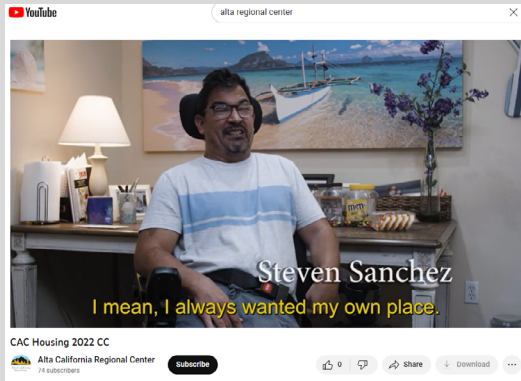 YouTube
alta regional center
Steven Sanchez
I mean, I always wanted my own place.
CAC Housing 2022 CC
Alta California Regional Center
74 subscribers
Subscribe
Share
Download